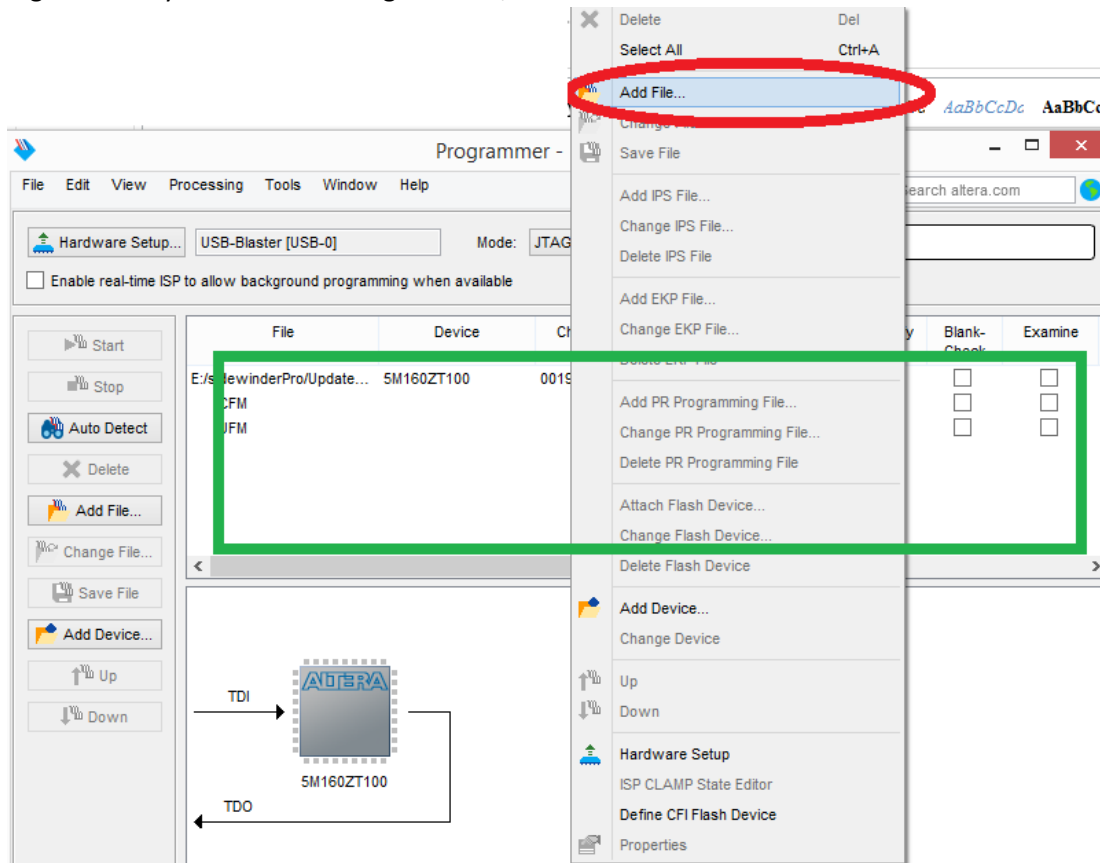 Delete Del
Select All Ctrl+A
Add File...
AaBbCcDc AaBbCc
Programmer -
Save File
File Edit View Processing Tools Window Help
Search altera.com
Add IPS File...
Change IPS File...
Delete IPS File
Hardware Setup... USB-Blaster [USB-0] Mode: JTAG
Enable real-time ISP to allow background programming when available
Add EKP File...
Change EKP File...
File Device Blank- Examine
Start
Stop
Auto Detect
Delete
Add File...
Change File...
Save File
Add Device...
Up
Down
5M160ZT100 0019
Add PR Programming File...
Change PR Programming File...
Delete PR Programming File
Attach Flash Device...
Change Flash Device...
Delete Flash Device
Add Device...
Change Device
Up
Down
Hardware Setup
ISP CLAMP State Editor
Define CFI Flash Device
Properties
TDI
ALTERA
5M160ZT100
TDO